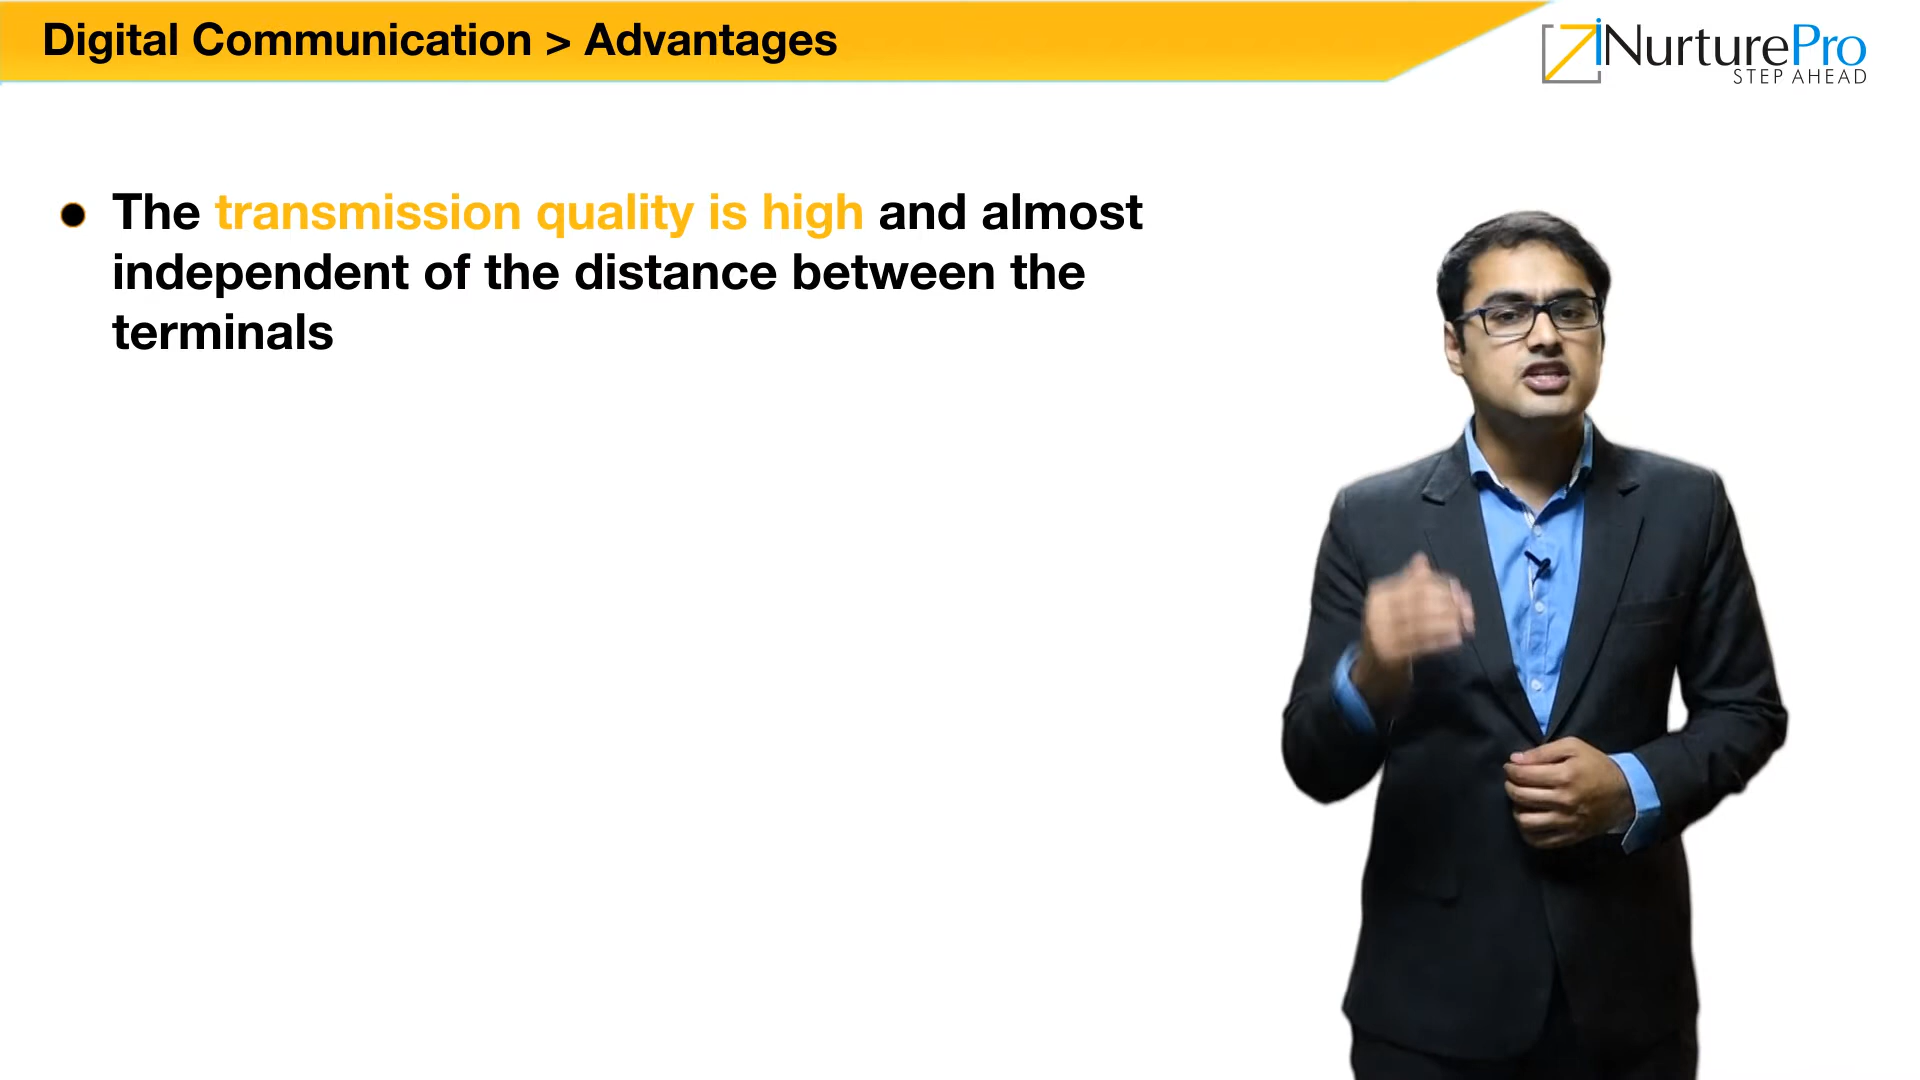 Digital Communication > Advantages
iNurturePro
STEP AHEAD
The transmission quality is high and almost
independent of the distance between the
terminals